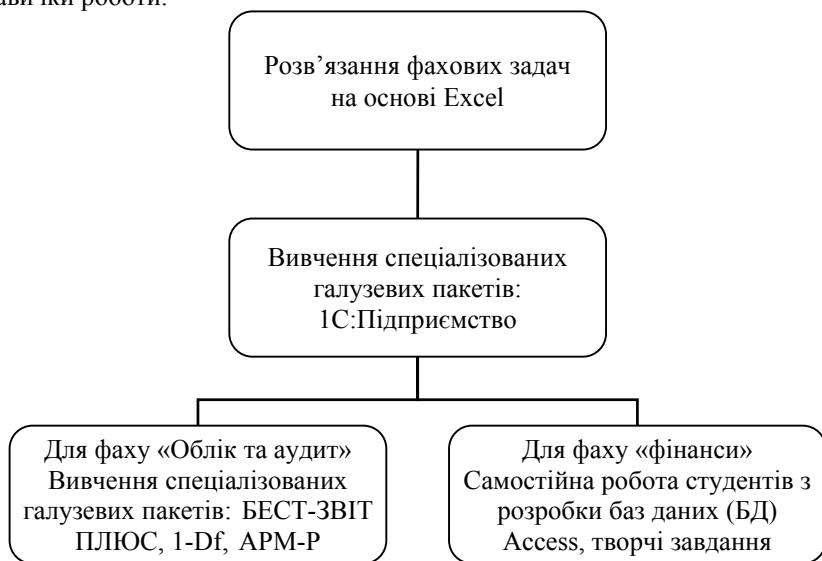 роботи.
Розв’язання фахових задач
на основі Excel
Вивчення спеціалізованих
галузевих пакетів:
1С:Підприємство
Для фаху «Облік та аудит»
Вивчення спеціалізованих
галузевих пакетів: БЕСТ-ЗВІТ
ПЛЮС, 1-Df, АРМ-Р
Для фаху «фінанси»
Самостійна робота студентів з
розробки баз даних (БД)
Access, творчі завдання